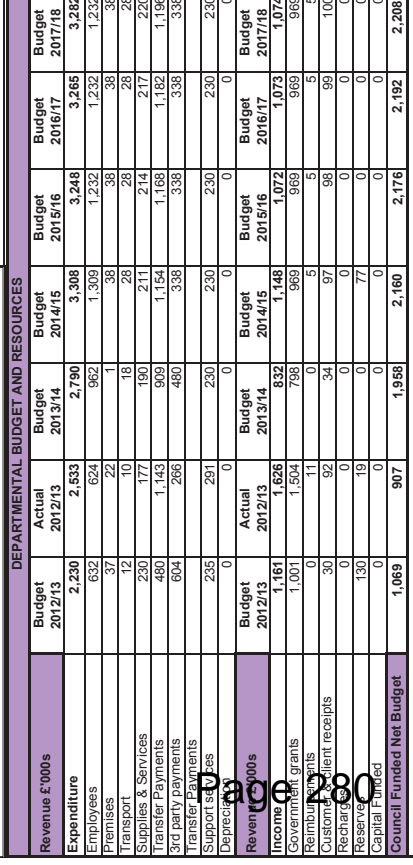 DEPARTMENTAL BUDGET AND RESOURCES
Revenue £'000s Budget 2012/13 Actual 2012/13 Budget 2013/14 Budget 2014/15 Budget 2015/16 Budget 2016/17 Budget 2017/18
Expenditure 2,230 2,533 2,790 3,308 3,248 3,265 3,282
Employees 632 624 962 1,309 1,232 1,232 1,232
Premises 37 22 1 38 38 38 38
Transport 12 10 18 28 28 28 28
Supplies & Services 230 177 190 211 214 217 220
Transfer Payments 480 1,143 909 1,154 1,168 1,182 1,196
3rd party payments 604 266 480 338 338 338 338
Transfer Payments
Support services 235 291 230 230 230 230 230
Depreciation 0 0 0 0 0 0 0
Revenue £'000s Budget 2012/13 Actual 2012/13 Budget 2013/14 Budget 2014/15 Budget 2015/16 Budget 2016/17 Budget 2017/18
Income 1,161 1,626 832 1,148 1,072 1,073 1,074
Government grants 1,001 1,504 798 969 969 969 969
Reimbursements 0 11 0 5 5 5 5
Customer & client receipts 30 92 34 97 98 99 100
Recharges 0 0 0 0 0 0 0
Reserves 130 19 0 77 0 0 0
Capital Funded 0 0 0 0 0 0 0
Council Funded Net Budget 1,069 907 1,958 2,160 2,176 2,192 2,208
Page 280